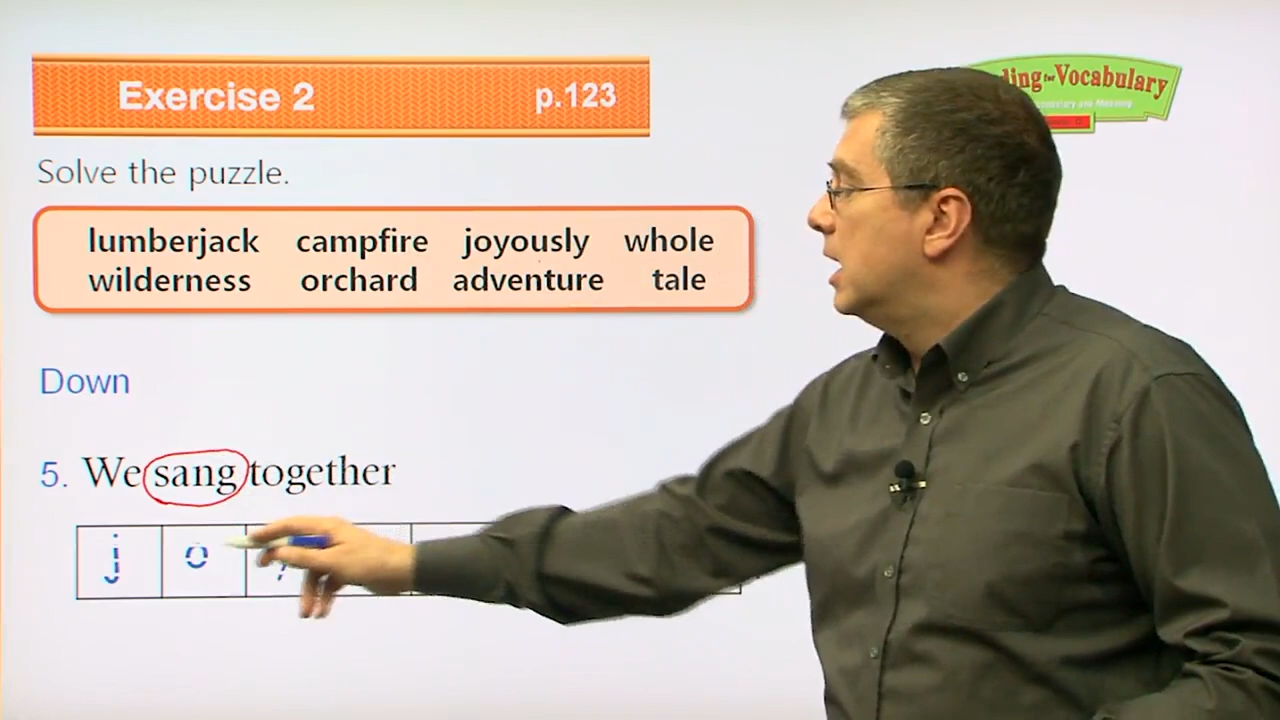 Exercise 2 p.123
Vocabulary
Solve the puzzle.
lumberjack campfire joyously whole
wilderness orchard adventure tale
Down
5. We sang together
j o